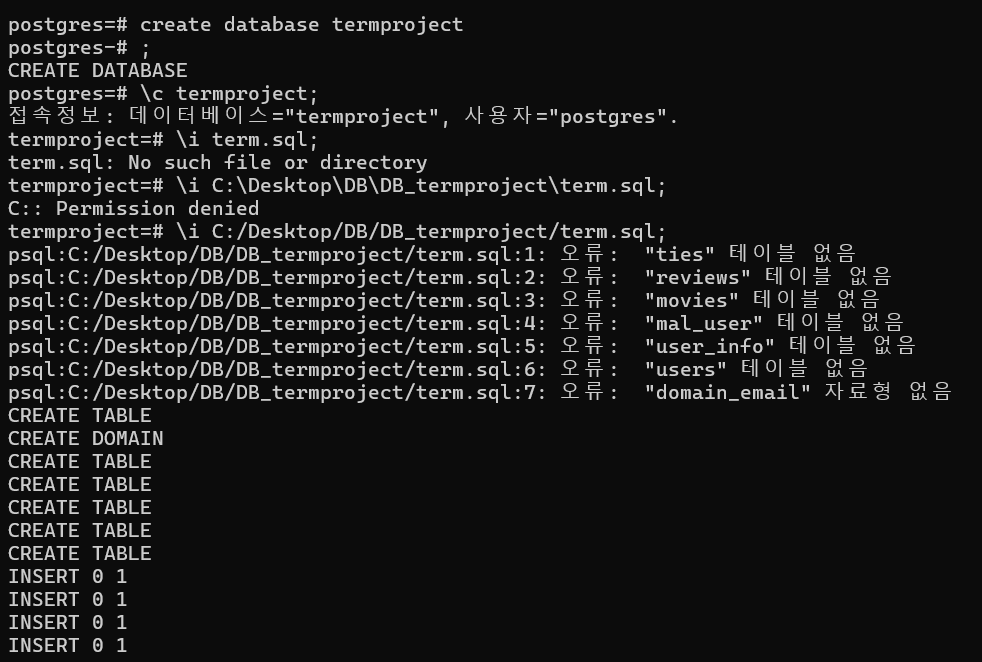 postgres=# create database termproject
postgres-# ;
CREATE DATABASE
postgres=# \c termproject;
접속정보: 데이터베이스="termproject", 사용자="postgres".
termproject=# \i term.sql;
term.sql: No such file or directory
termproject=# \i C:\Desktop\DB\DB_termproject\term.sql;
C:: Permission denied
termproject=# \i C:/Desktop/DB/DB_termproject/term.sql;
psql:C:/Desktop/DB/DB_termproject/term.sql:1: 오류:  "ties" 테이블 없음
psql:C:/Desktop/DB/DB_termproject/term.sql:2: 오류:  "reviews" 테이블 없음
psql:C:/Desktop/DB/DB_termproject/term.sql:3: 오류:  "movies" 테이블 없음
psql:C:/Desktop/DB/DB_termproject/term.sql:4: 오류:  "mal_user" 테이블 없음
psql:C:/Desktop/DB/DB_termproject/term.sql:5: 오류:  "user_info" 테이블 없음
psql:C:/Desktop/DB/DB_termproject/term.sql:6: 오류:  "users" 테이블 없음
psql:C:/Desktop/DB/DB_termproject/term.sql:7: 오류:  "domain_email" 자료형 없음
CREATE TABLE
CREATE DOMAIN
CREATE TABLE
CREATE TABLE
CREATE TABLE
CREATE TABLE
CREATE TABLE
INSERT 0 1
INSERT 0 1
INSERT 0 1
INSERT 0 1